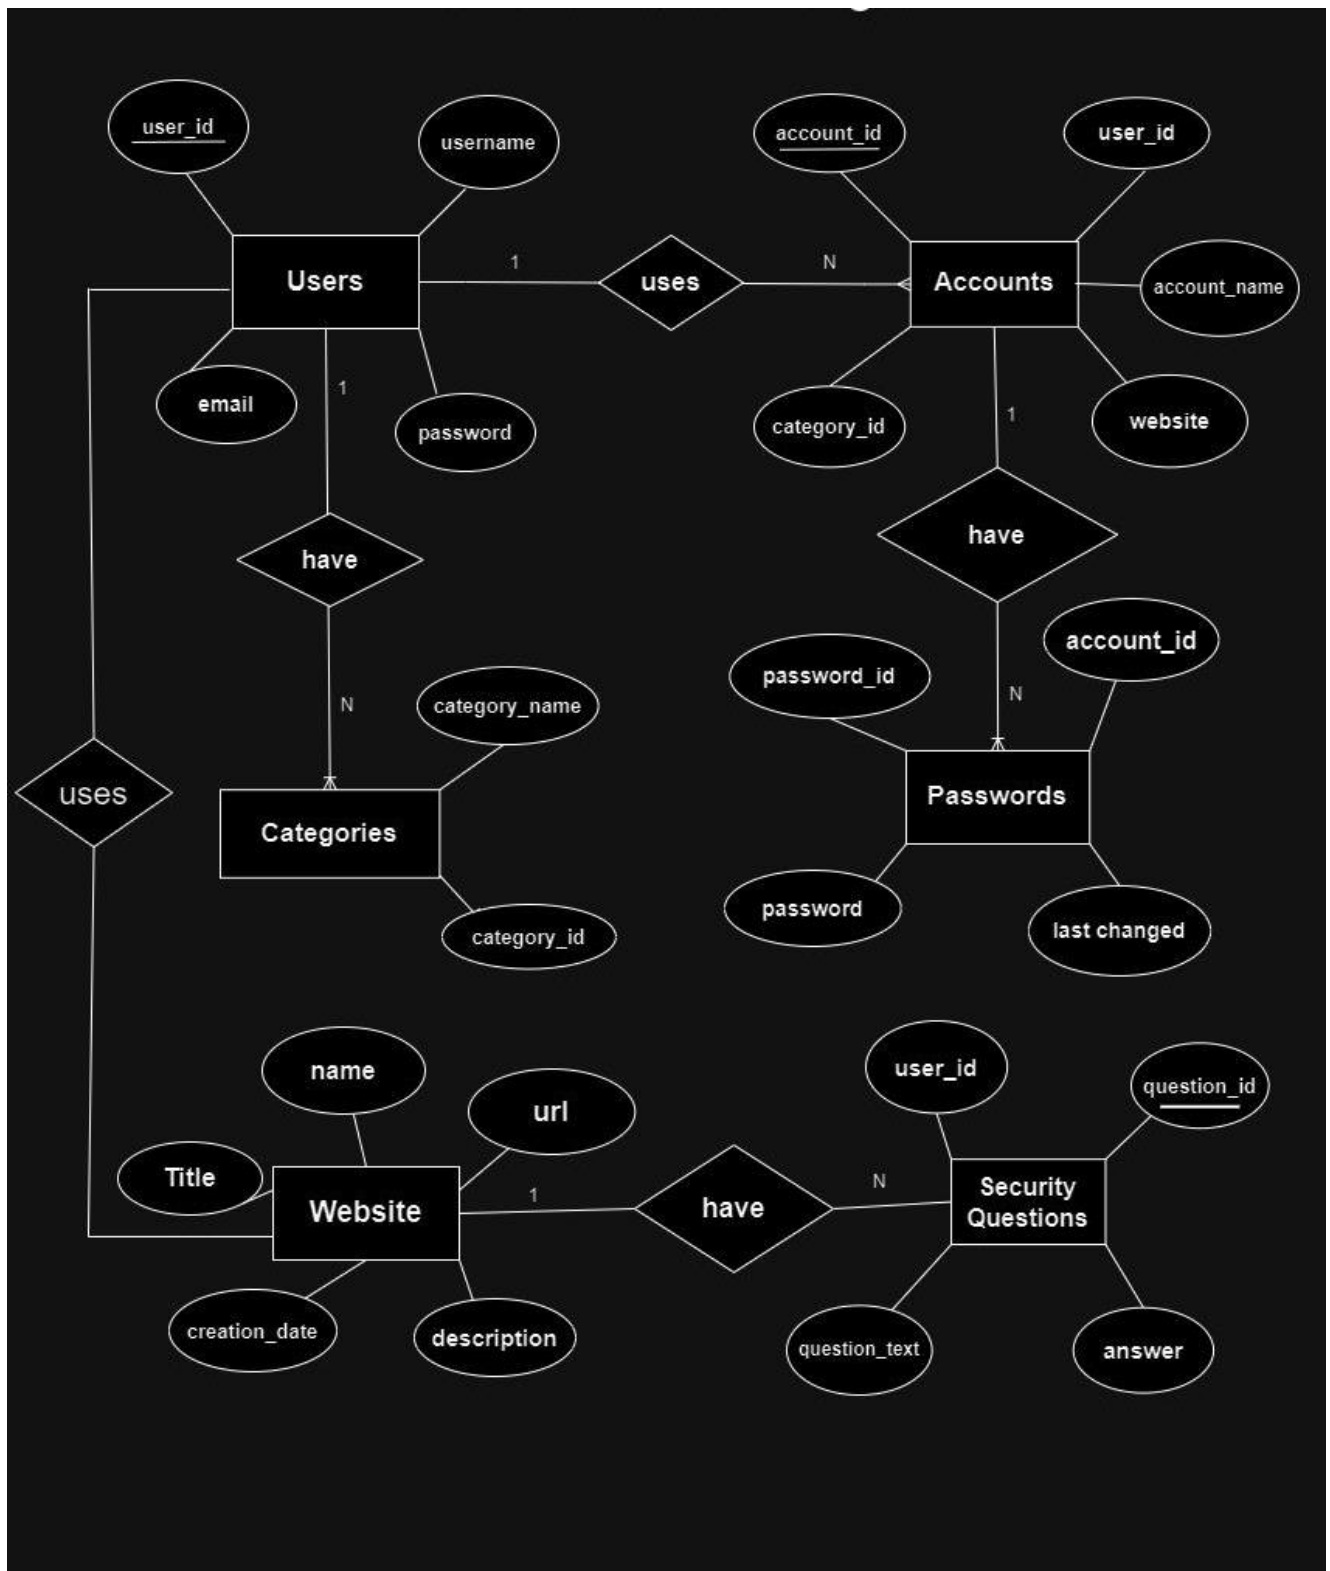 user_id
username
account_id
user_id
Users
1
uses
N
Accounts
account_name
email
password
1
category_id
website
1
have
have
account_id
password_id
N
category_name
N
uses
Categories
Passwords
category_id
password
last changed
name
url
user_id
question_id
Title
Website
1
have
N
Security
Questions
creation_date
description
question_text
answer